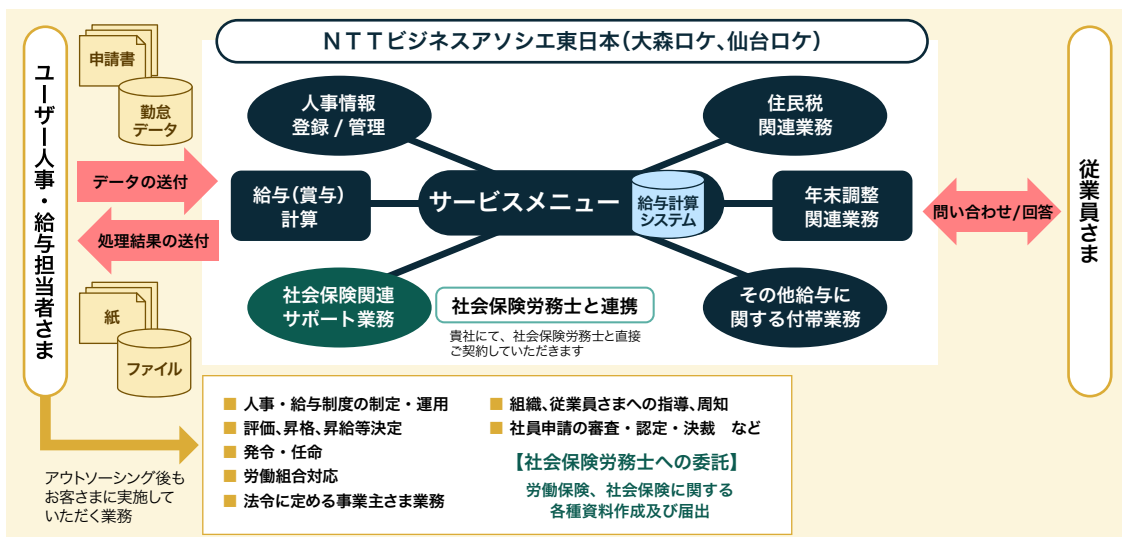 NTTビジネスアソシエ東日本（大森ロケ、仙台ロケ）
ユーザー人事・給与担当者さま
申請書
勤怠
データ
データの送付
処理結果の送付
紙
ファイル
人事情報
登録 / 管理
住民税
関連業務
給与（賞与）
計算
サービスメニュー
給与計算
システム
年末調整
関連業務
社会保険関連
サポート業務
社会保険労務士と連携
貴社にて、社会保険労務士と直接
ご契約していただきます
その他給与に
関する付帯業務
問い合わせ/回答
従業員さま
アウトソーシング後も
お客さまに実施して
いただく業務
■ 人事・給与制度の制定・運用
■ 評価、昇格、昇給等決定
■ 発令・任命
■ 労働組合対応
■ 法令に定める事業主さま業務
■ 組織、従業員さまへの指導、周知
■ 社員申請の審査・認定・決裁　など
【社会保険労務士への委託】
労働保険、社会保険に関する
各種資料作成及び届出